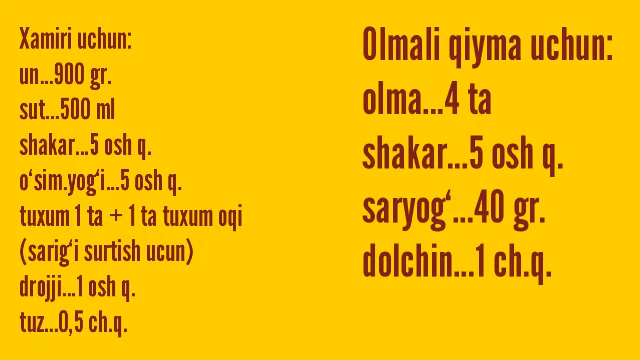 Xamiri uchun:
un...900 gr.
sut...500 ml
shakar...5 osh q.
o‘sim.yog‘i...5 osh q.
tuxum 1 ta + 1 ta tuxum oqi
(sarig‘i surtish ucun)
drojji...1 osh q.
tuz...0,5 ch.q.
Olmali qiyma uchun:
olma...4 ta
shakar...5 osh q.
saryog‘...40 gr.
dolchin...1 ch.q.